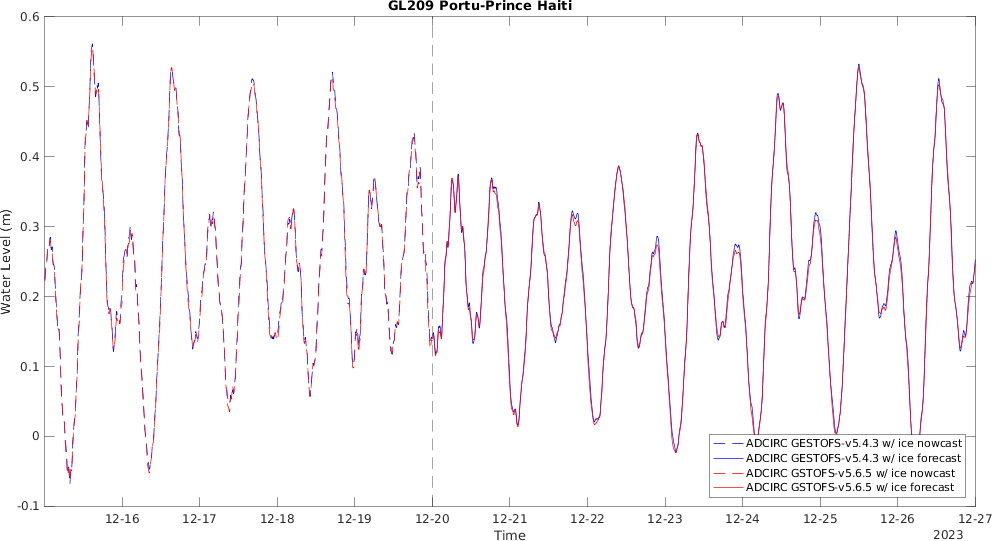 GL209 Portu-Prince Haiti
0.6
0.5
0.4
0.3
0.2
0.1
0
-0.1
Water Level (m)
12-16 12-17 12-18 12-19 12-20 12-21 12-22 12-23 12-24 12-25 12-26 12-27
Time
2023
ADCIRC GESTOFS-v5.4.3 w/ ice nowcast
ADCIRC GESTOFS-v5.4.3 w/ ice forecast
ADCIRC GSTOFS-v5.6.5 w/ ice nowcast
ADCIRC GSTOFS-v5.6.5 w/ ice forecast